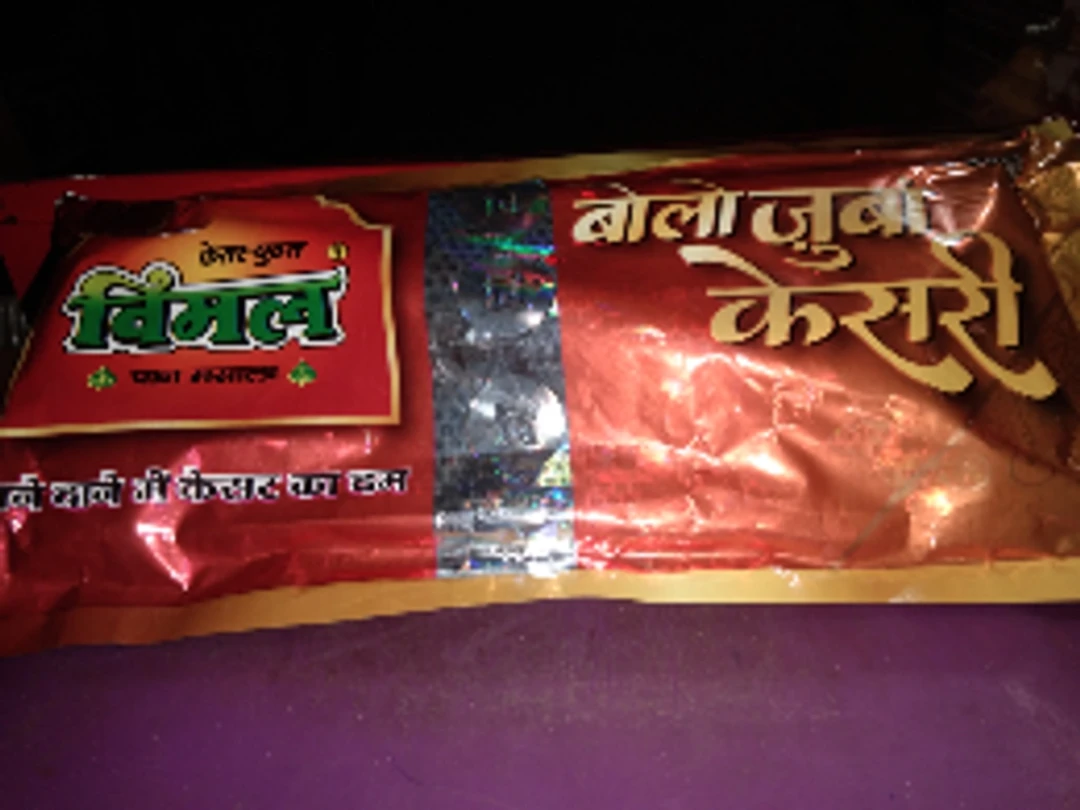 केसर-युक्त
विमल
पान मसाला
दाने में केसर का दम
बोलो ज़ुबां
केसरी